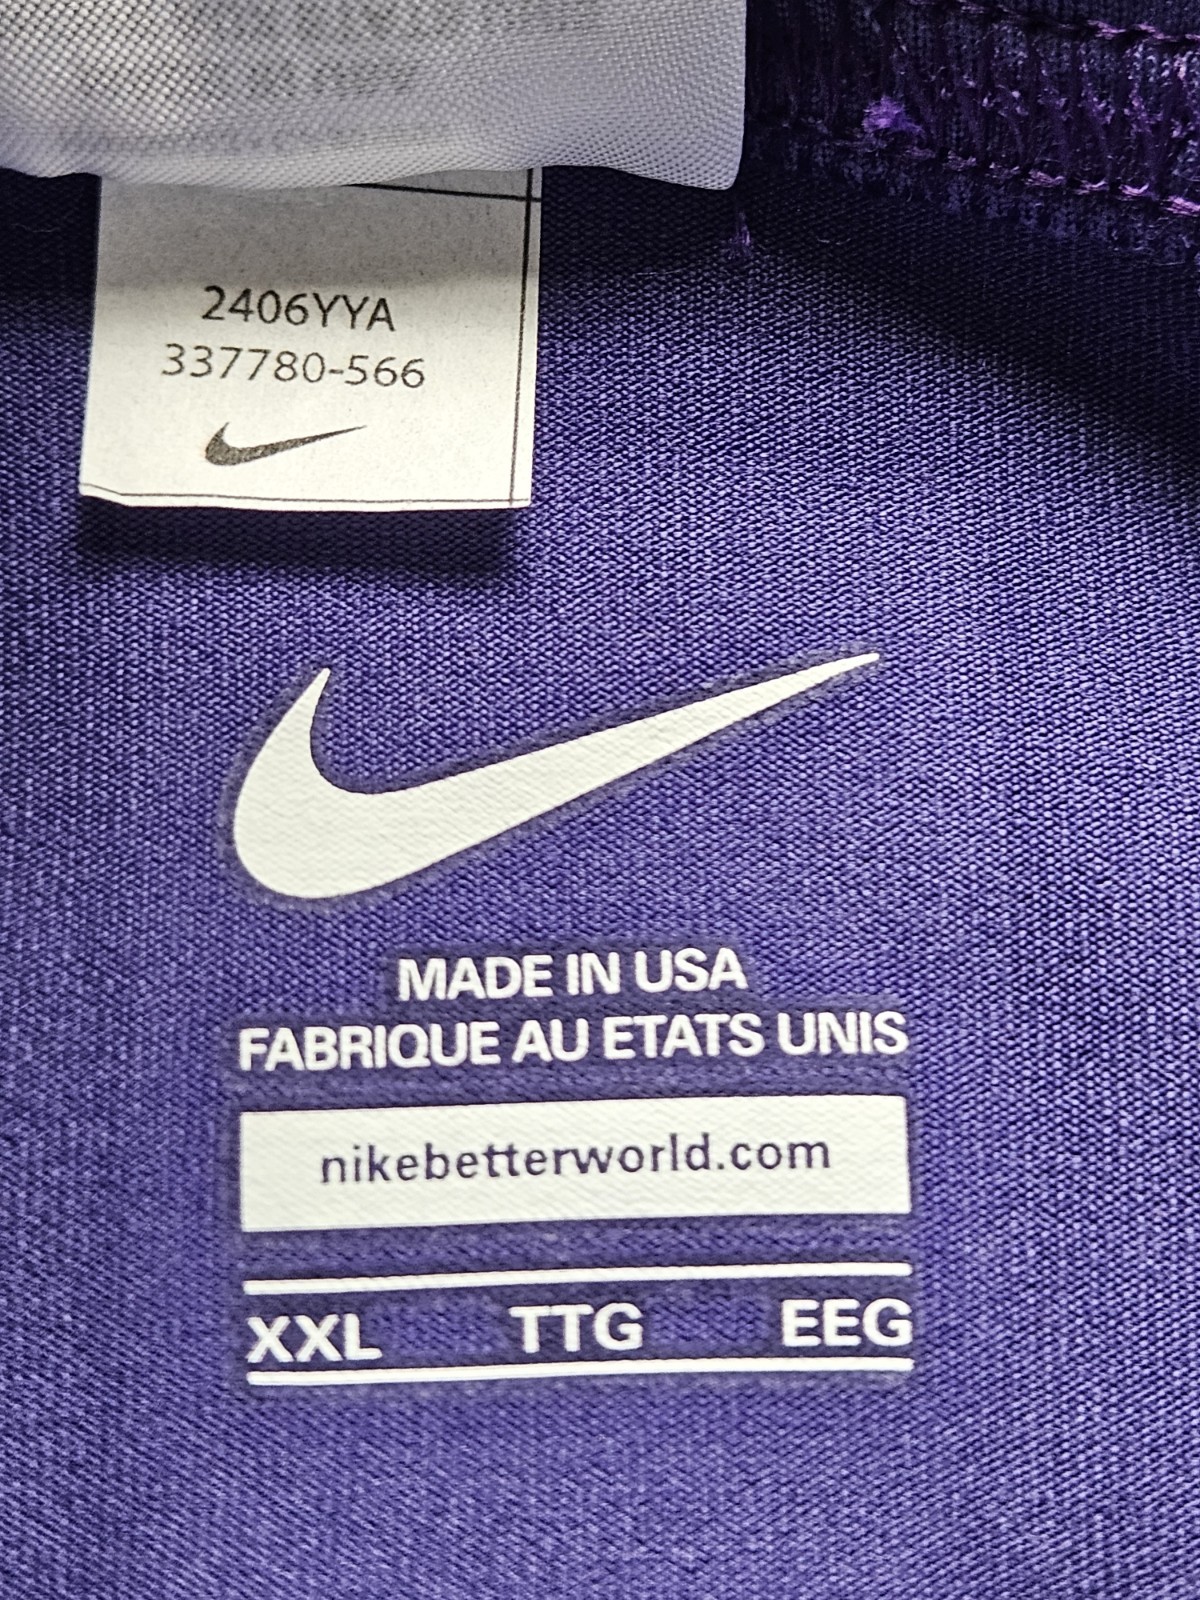 2406YYA
337780-566
MADE IN USA
FABRIQUE AU ETATS UNIS
nikebetterworld.com
XXL TTG EEG